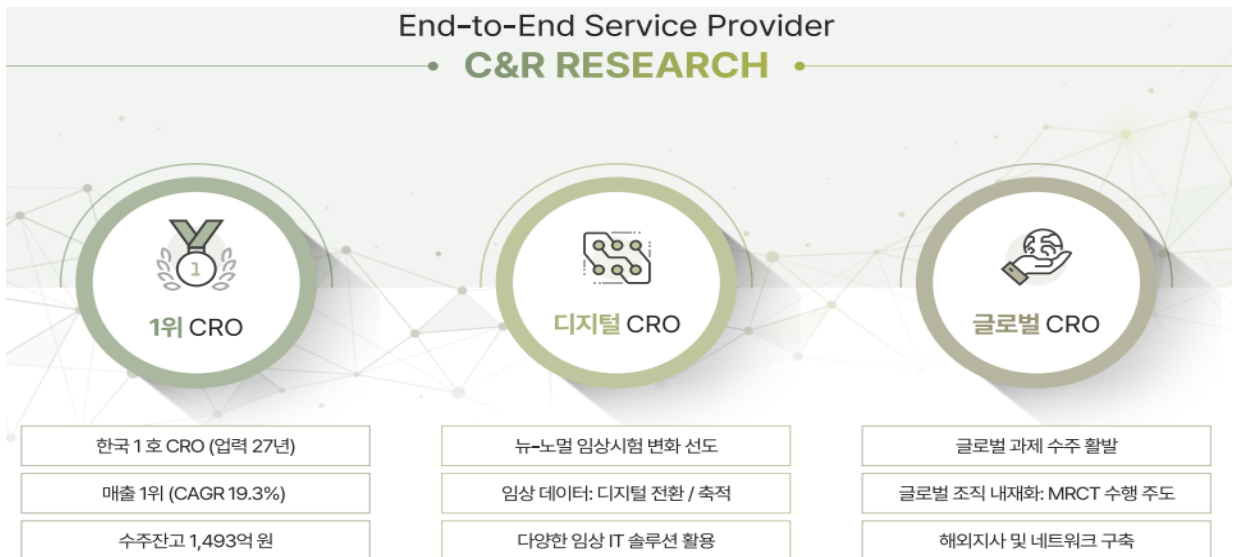 End-to-End Service Provider
C&R RESEARCH
1
1위 CRO
디지털 CRO
글로벌 CRO
한국 1 호 CRO (업력 27년)
뉴-노멀 임상시험 변화 선도
글로벌 과제 수주 활발
매출 1위 (CAGR 19.3%)
임상 데이터: 디지털 전환 / 축적
글로벌 조직 내재화: MRCT 수행 주도
수주잔고 1,493억 원
다양한 임상 IT 솔루션 활용
해외지사 및 네트워크 구축